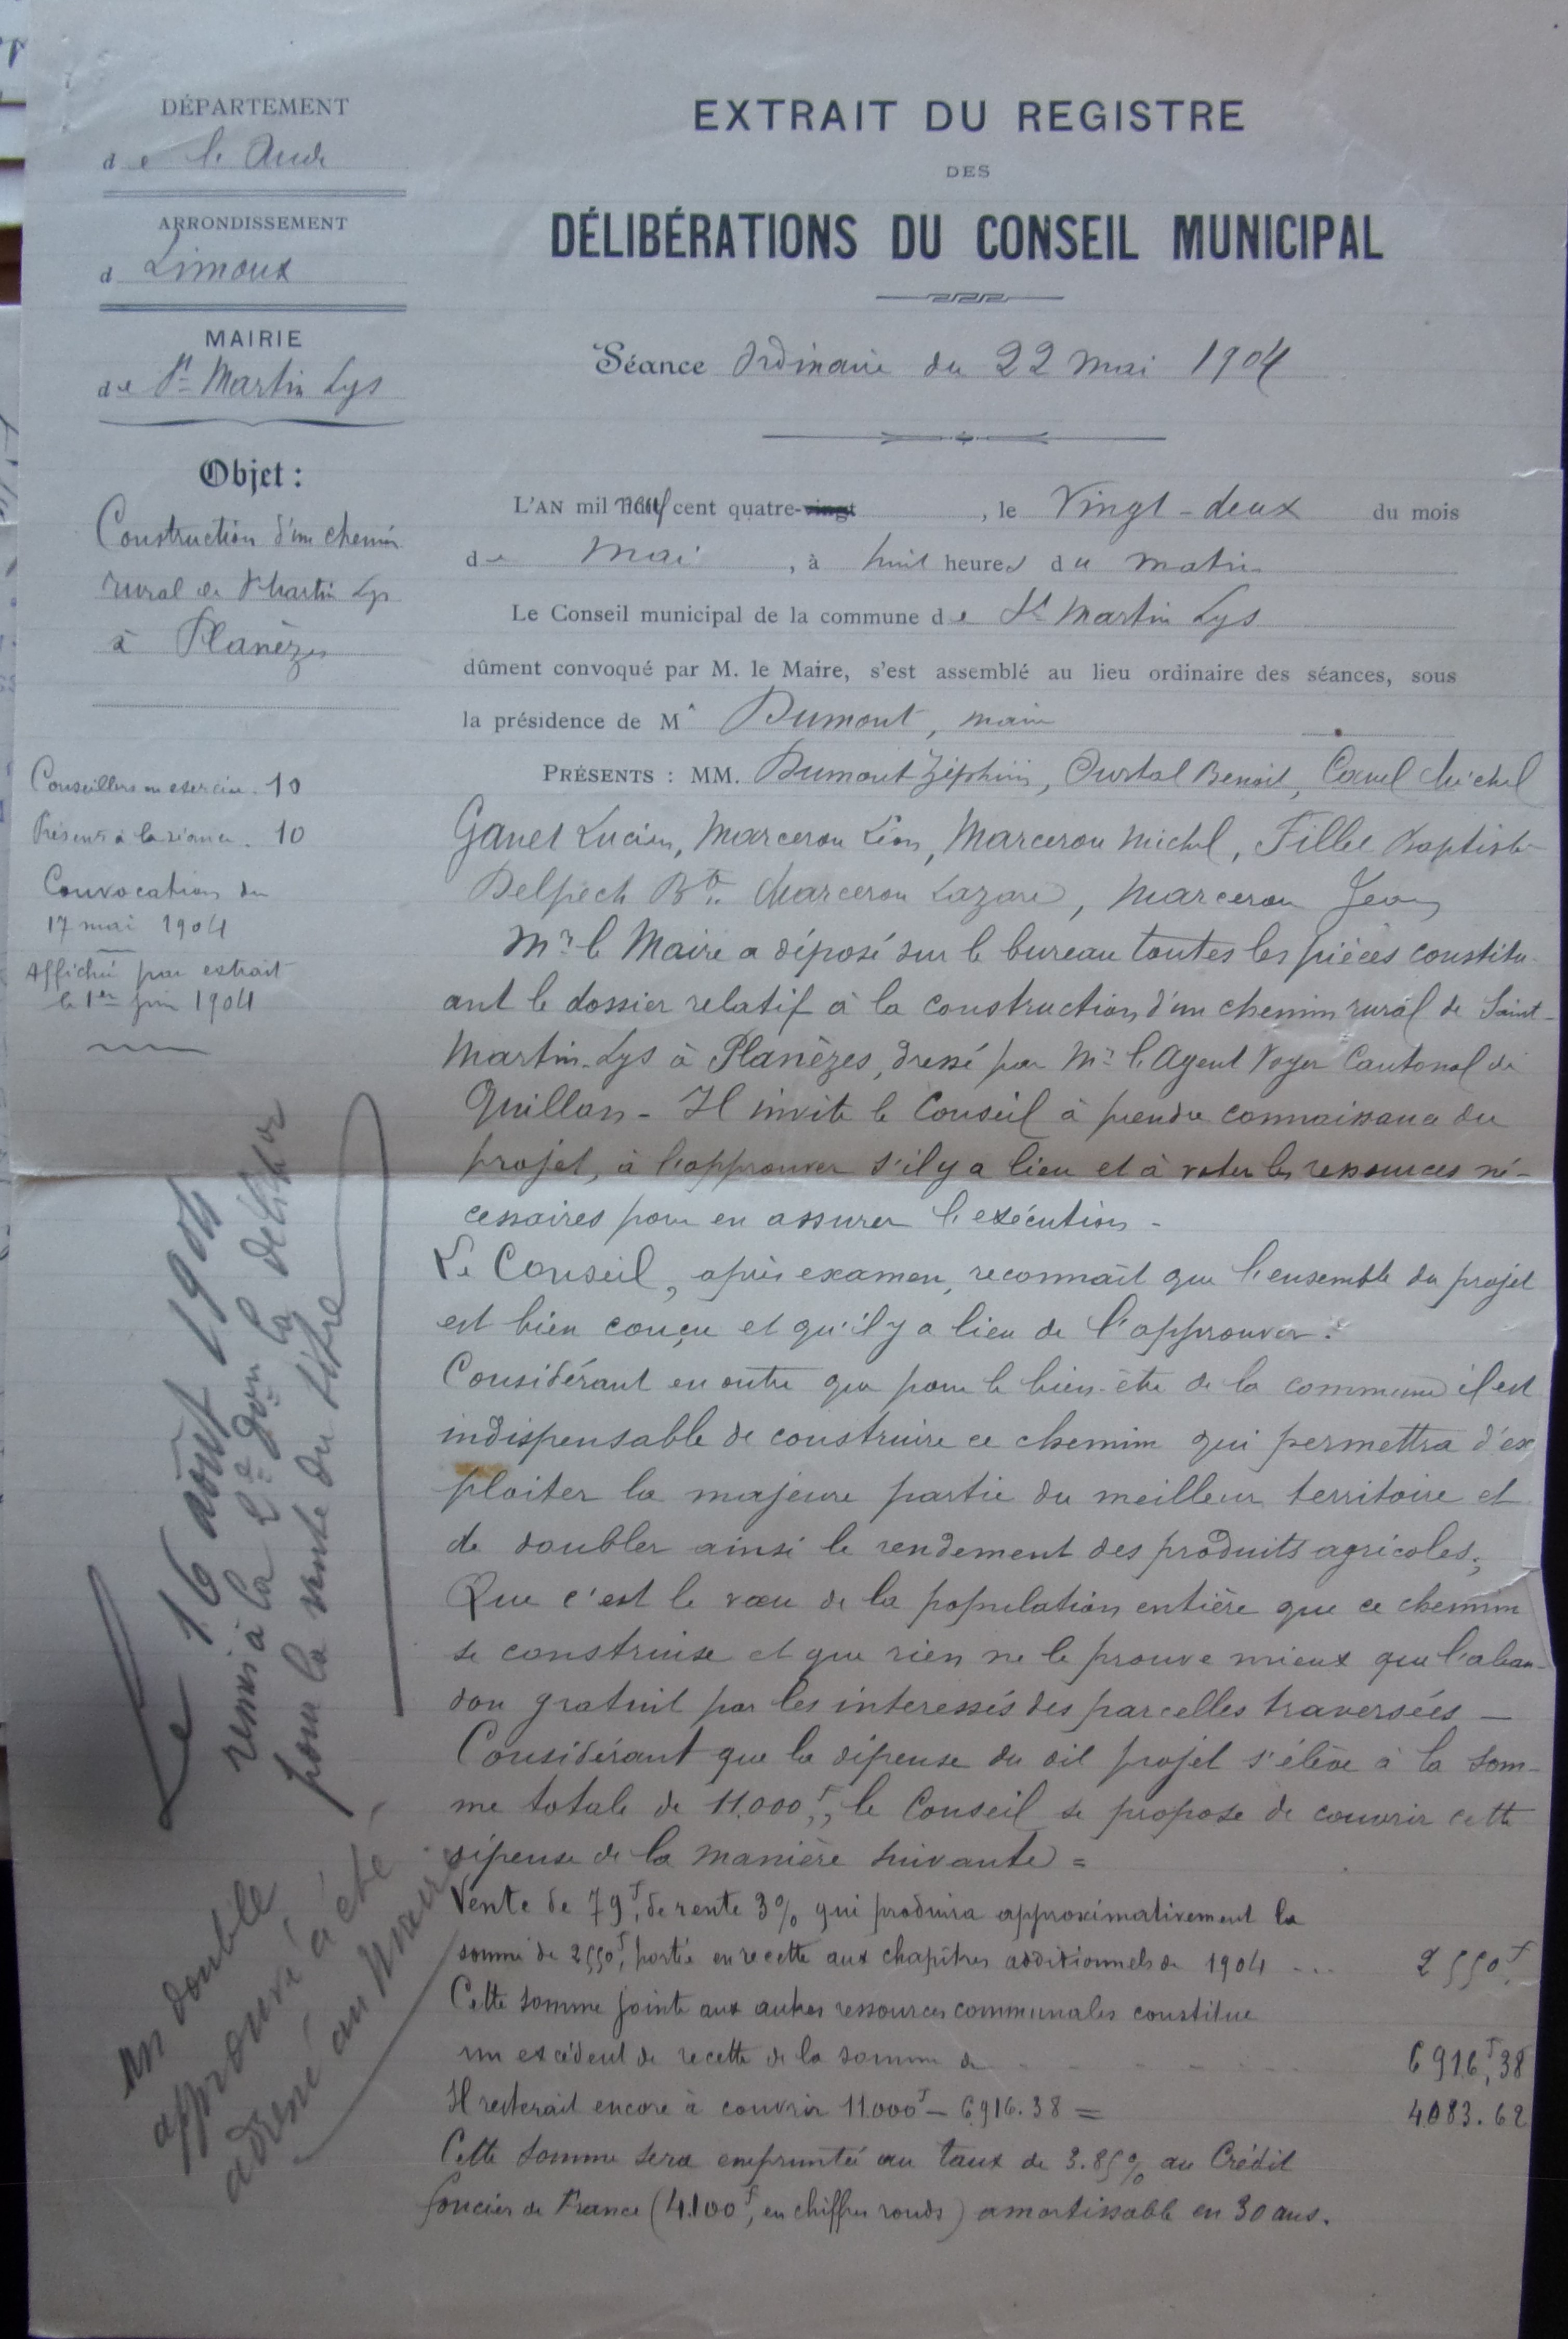 DÉPARTEMENT
de l'Aude
ARRONDISSEMENT
d Limoux
MAIRIE
de St Martin Lys
Objet :
Construction d'un chemin
rural de St Martin Lys
à Planèzes
Conseillers en exercice . 10
Présents à la séance . 10
Convocation du
17 mai 1904
Affiché par extrait
le 1er juin 1904
EXTRAIT DU REGISTRE
DES
DÉLIBÉRATIONS DU CONSEIL MUNICIPAL
Séance Ordinaire du 22 mai 1904
L'AN mil neuf cent quatre-vingt , le Vingt-deux du mois
de mai , à huit heures du matin
Le Conseil municipal de la commune de St Martin Lys
dûment convoqué par M. le Maire, s'est assemblé au lieu ordinaire des séances, sous
la présidence de Mr Dumont, maire
PRÉSENTS : MM. Dumont Zéphirin, Ourtal Benoit, Michel
Ganet Lucien, Marceron Léon, Marceron Michel, Baptiste
Delpech Bte. Marceron Lazare, Marceron Jean
Mr le Maire a déposé sur le bureau toutes les pièces constitu-
ant le dossier relatif à la construction d'un chemin rural de Saint-
Martin-Lys à Planèzes, dressé par Mr l'Agent Voyer Cantonal de
Quillan - Il invite le Conseil à prendre connaissance du
projet, à l'approuver s'il y a lieu et à voter les ressources né-
cessaires pour en assurer l'exécution -
Le Conseil, après examen, reconnaît que l'ensemble du projet
est bien conçu et qu'il y a lieu de l'approuver.
Considérant en outre que pour le bien-être de la commune il est
indispensable de construire ce chemin qui permettra d'ex
ploiter la majeure partie du meilleur territoire et
de doubler ainsi le rendement des produits agricoles;
Que c'est le vœu de la population entière que ce chemin
se construise et que rien ne le prouve mieux que l'aban-
don gratuit par les interessés des parcelles traversées -
Considérant que la dépense du dit projet s'élève à la som-
me totale de 11.000f,, le Conseil se propose de couvrir cette
dépense de la manière suivante =
Vente de 79f, de rente 3% qui produira approximativement la
somme de 2550f, portée en recette aux chapitres additionnels de 1904 ... 2550f.
Cette somme jointe aux autres ressources communales constitue
un excédent de recette de la somme de 6916f,38
Il resterait encore à couvrir 11000f - 6916.38 = 4083.62
Cette somme sera empruntée au taux de 3.85% au Crédit
foncier de France (4.100f, en chiffres ronds) amortissable en 30 ans.
Le 16 août 1904
remis à la 2e don la délibon
pour la vente du titre
un double
approuvé a été
adressé au Maire